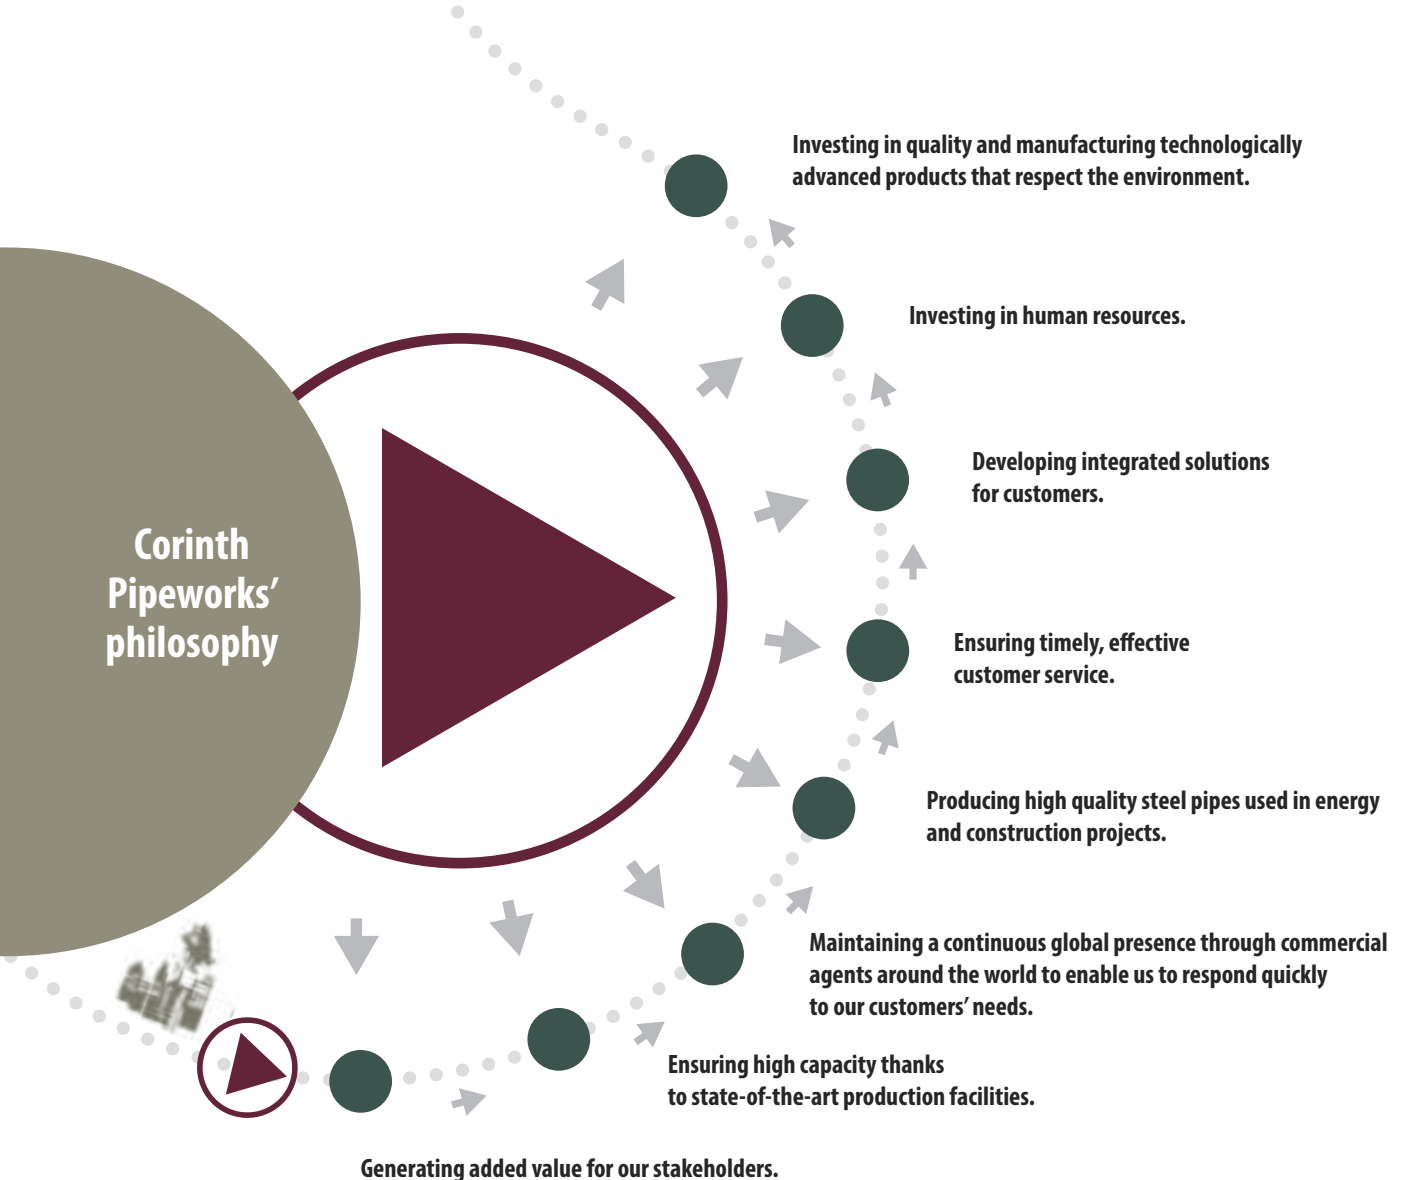 Investing in quality and manufacturing technologically
advanced products that respect the environment.
Investing in human resources.
Developing integrated solutions
for customers.
Corinth
Pipeworks’
philosophy
Ensuring timely, effective
customer service.
Producing high quality steel pipes used in energy
and construction projects.
Maintaining a continuous global presence through commercial
agents around the world to enable us to respond quickly
to our customers’ needs.
Ensuring high capacity thanks
to state-of-the-art production facilities.
Generating added value for our stakeholders.